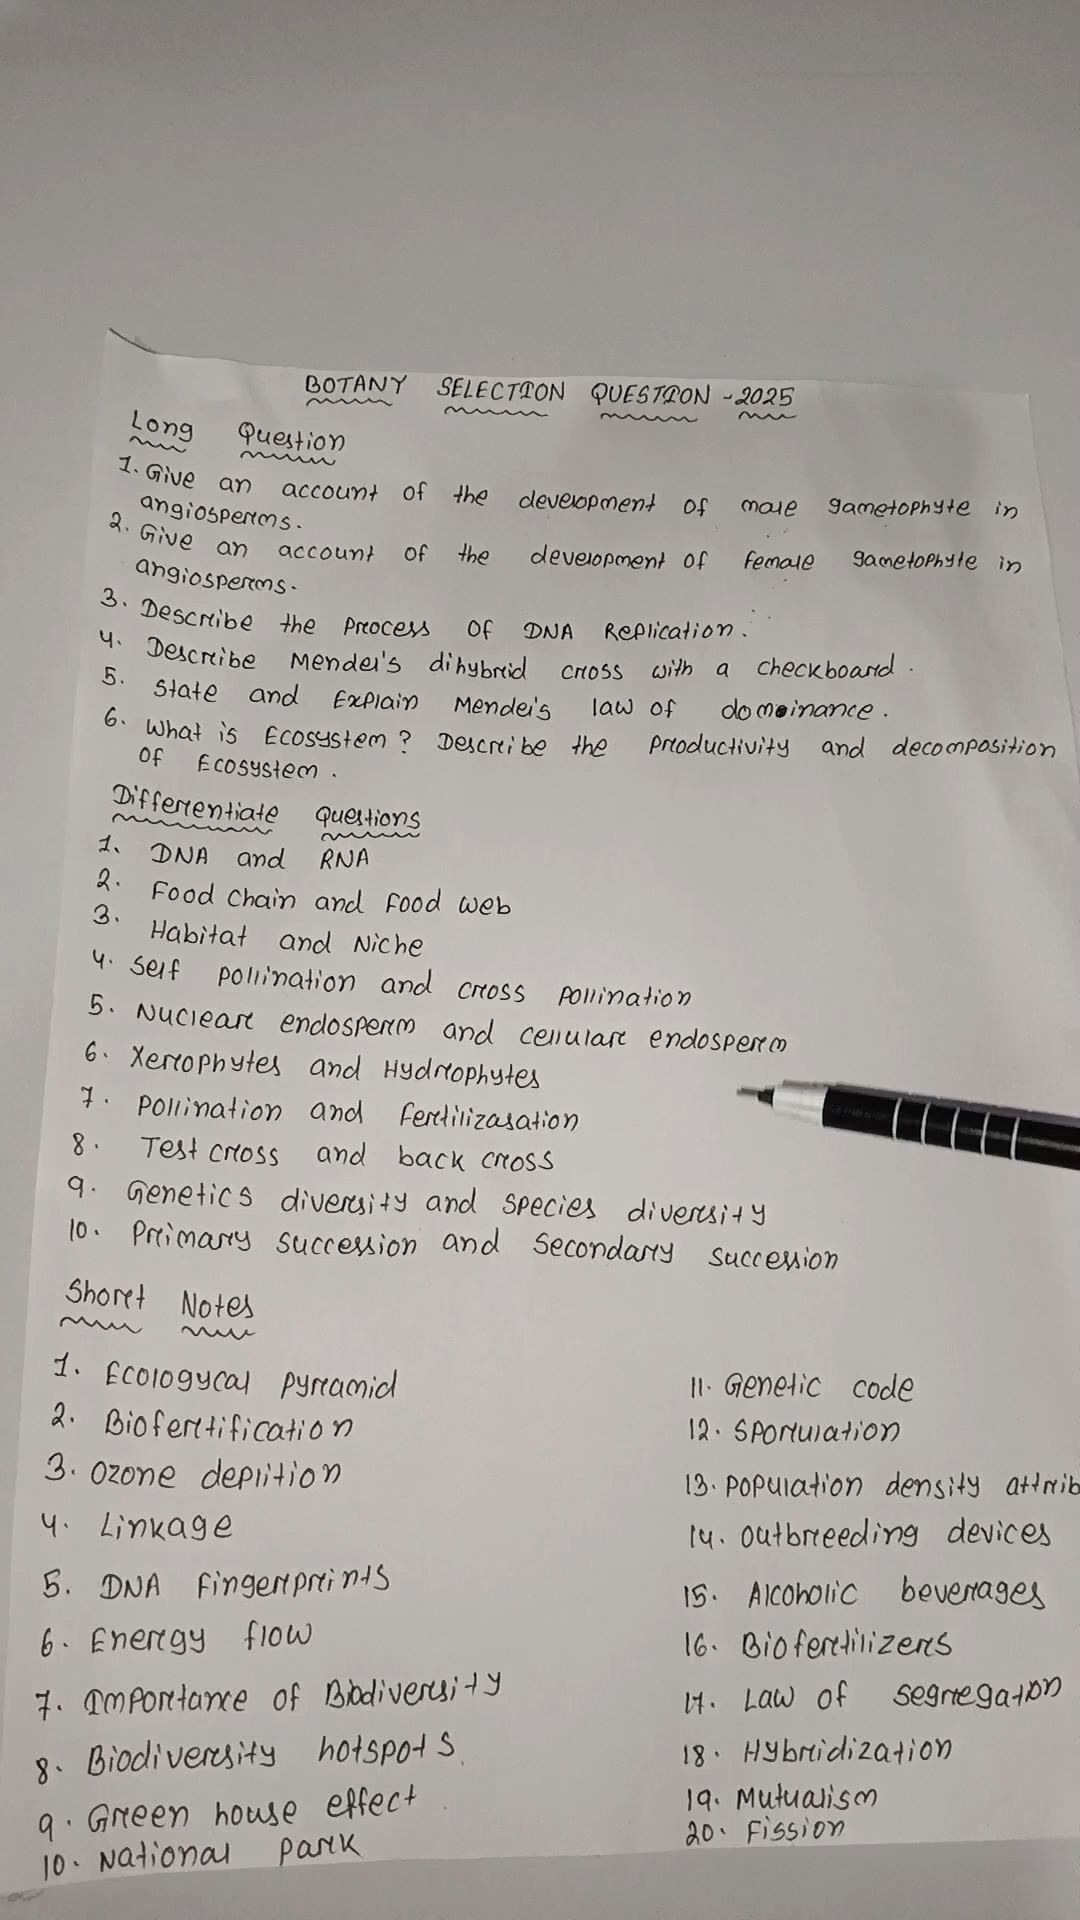 BOTANY SELECTION QUESTION - 2025
Long Question
1. Give an account of the development of male gametophyte in
angiosperms.
2. Give an account of the development of female gametophyte in
angiosperms.
3. Describe the process of DNA Replication.
4. Describe Mendel's dihybrid cross with a checkboard.
5. State and Explain Mendel's law of domoinance.
6. What is Ecosystem? Describe the productivity and decomposition
of Ecosystem.
Differentiate questions
1. DNA and RNA
2. Food chain and food web
3. Habitat and Niche
4. Self pollination and cross pollination
5. Nuclear endosperm and cellular endosperm
6. Xerophytes and Hydrophytes
7. Pollination and fertilizasation
8. Test cross and back cross
9. Genetics diversity and species diversity
10. Primary succession and secondary succession
Short Notes
1. Ecologycal pyramid
2. Biofertification
3. Ozone deplition
4. Linkage
5. DNA fingerprints
6. Energy flow
7. Importance of Biodiversity
8. Biodiversity hotspots
9. Green house effect
10. National park
11. Genetic code
12. Sporulation
13. Population density attrib
14. Outbreeding devices
15. Alcoholic beverages
16. Biofertilizers
17. Law of segregation
18. Hybridization
19. Mutualism
20. Fission